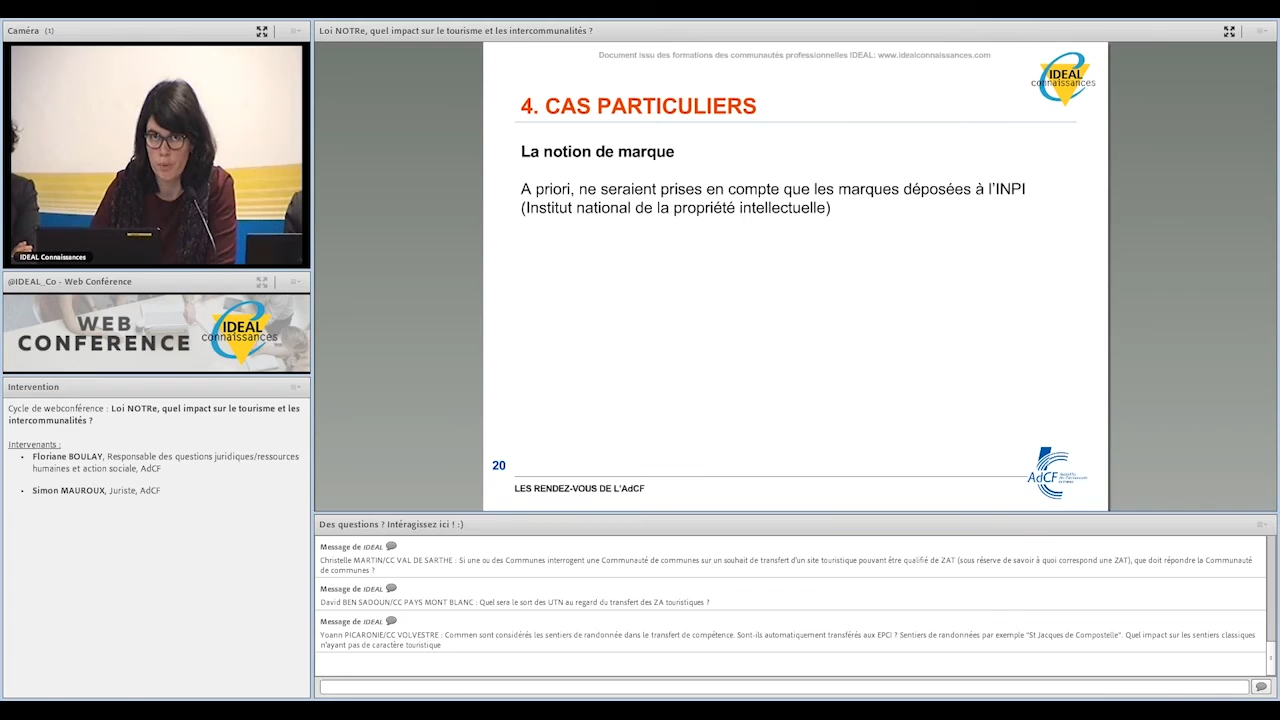 Caméra (1)
IDEAL Connaissances
@IDEAL_Co - Web Conférence
WEB
CONFERENCE
IDEAL
connaissances
Intervention
Cycle de webconférence : Loi NOTRe, quel impact sur le tourisme et les
intercommunalités ?
Intervenants :
• Floriane BOULAY, Responsable des questions juridiques/ressources
humaines et action sociale, AdCF
• Simon MAUROUX, Juriste, AdCF
Loi NOTRe, quel impact sur le tourisme et les intercommunalités ?
Document issu des formations des communautés professionnelles IDEAL: www.idealconnaissances.com
IDEAL
connaissances
4. CAS PARTICULIERS
La notion de marque
A priori, ne seraient prises en compte que les marques déposées à l'INPI
(Institut national de la propriété intellectuelle)
20
LES RENDEZ-VOUS DE L'AdCF
AdCF
Des questions ? Intéragissez ici ! :)
Message de IDEAL
Christelle MARTIN/CC VAL DE SARTHE : Si une ou des Communes interrogent une Communauté de communes sur un souhait de transfert d'un site touristique pouvant être qualifié de ZAT (sous réserve de savoir à quoi correspond une ZAT), que doit répondre la Communauté
de communes ?
Message de IDEAL
David BEN SADOUN/CC PAYS MONT BLANC : Quel sera le sort des UTN au regard du transfert des ZA touristiques ?
Message de IDEAL
Yoann PICARONIE/CC VOLVESTRE : Commen sont considérés les sentiers de randonnée dans le transfert de compétence. Sont-ils automatiquement transférés aux EPCI ? Sentiers de randonnées par exemple "St Jacques de Compostelle". Quel impact sur les sentiers classiques
n'ayant pas de caractère touristique